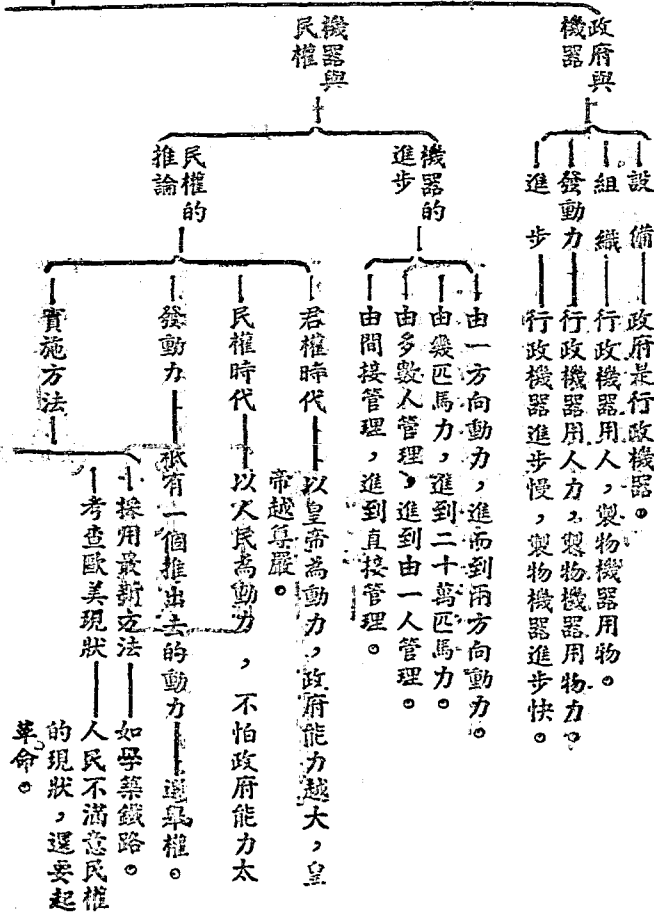 政府與
機器
設備
政府是行政機器。
組織
行政機器用人，製物機器用物。
發動力
行政機器用人力，製物機器用物力。
進步
行政機器進步慢，製物機器進步快。
機器與
民權
機器的
進步
由一方向動力，進而到兩方向動力。
由幾匹馬力，進到二十萬匹馬力。
由多數人管理，進到由一人管理。
由間接管理，進到直接管理。
民權的
推論
君權時代
以皇帝為動力，政府能力越大，皇
帝越尊嚴。
民權時代
以人民為動力，不怕政府能力太
發動力
祇有一個推出去的動力
選舉權。
實施方法
採用最新方法
如學築鐵路。
考查歐美現狀
人民不滿意民權
的現狀，還要起
革命。